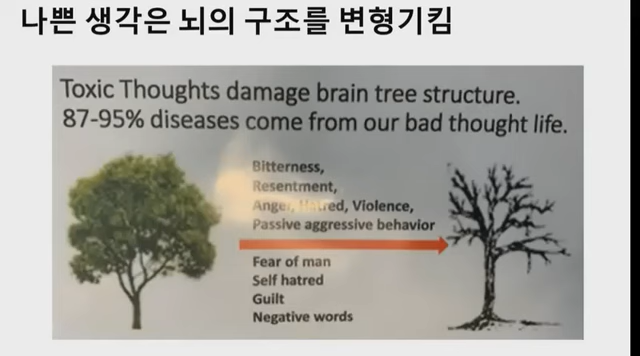 나쁜 생각은 뇌의 구조를 변형기킴
Toxic Thoughts damage brain tree structure.
87-95% diseases come from our bad thought life.
Bitterness,
Resentment,
Anger, Hatred, Violence,
Passive aggressive behavior
Fear of man
Self hatred
Guilt
Negative words